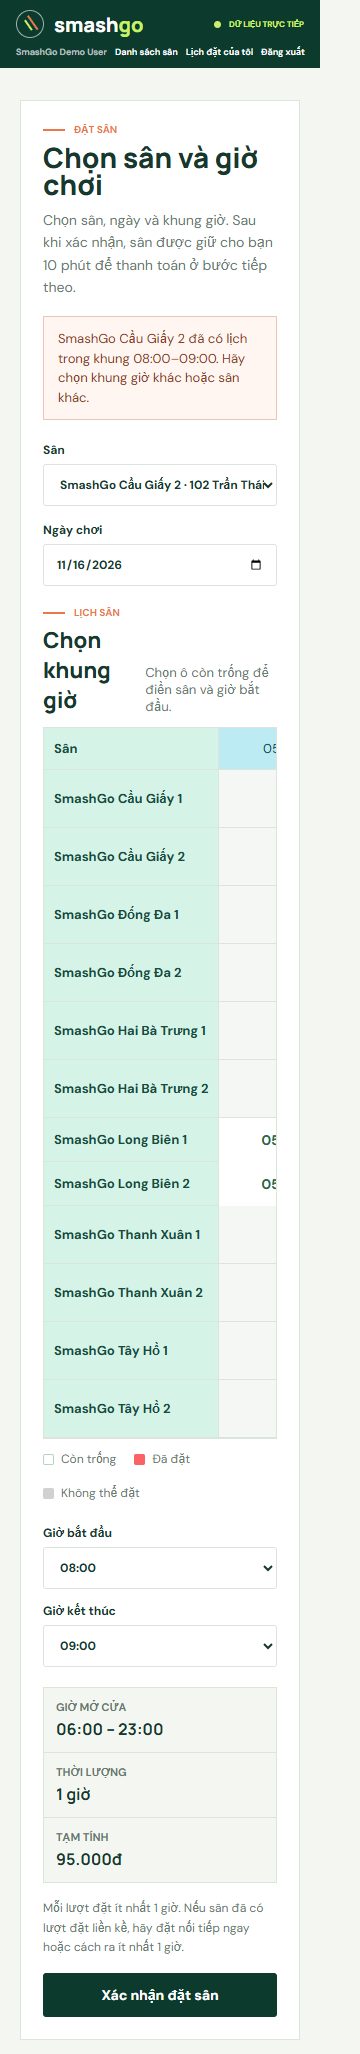 smashgo
DỮ LIỆU TRỰC TIẾP
SmashGo Demo User Danh sách sân Lịch đặt của tôi Đăng xuất
ĐẶT SÂN
Chọn sân và giờ
chơi
Chọn sân, ngày và khung giờ. Sau
khi xác nhận, sân được giữ cho bạn
10 phút để thanh toán ở bước tiếp
theo.
SmashGo Cầu Giấy 2 đã có lịch
trong khung 08:00–09:00. Hãy
chọn khung giờ khác hoặc sân
khác.
Sân
SmashGo Cầu Giấy 2 · 102 Trần Thái
Ngày chơi
11/16/2026
LỊCH SÂN
Chọn
khung
giờ
Chọn ô còn trống để
điền sân và giờ bắt
đầu.
Sân 05
SmashGo Cầu Giấy 1
SmashGo Cầu Giấy 2
SmashGo Đống Đa 1
SmashGo Đống Đa 2
SmashGo Hai Bà Trưng 1
SmashGo Hai Bà Trưng 2
SmashGo Long Biên 1 05
SmashGo Long Biên 2 05
SmashGo Thanh Xuân 1
SmashGo Thanh Xuân 2
SmashGo Tây Hồ 1
SmashGo Tây Hồ 2
Còn trống Đã đặt
Không thể đặt
Giờ bắt đầu
08:00
Giờ kết thúc
09:00
GIỜ MỞ CỬA
06:00 – 23:00
THỜI LƯỢNG
1 giờ
TẠM TÍNH
95.000đ
Mỗi lượt đặt ít nhất 1 giờ. Nếu sân đã có
lượt đặt liền kề, hãy đặt nối tiếp ngay
hoặc cách ra ít nhất 1 giờ.
Xác nhận đặt sân